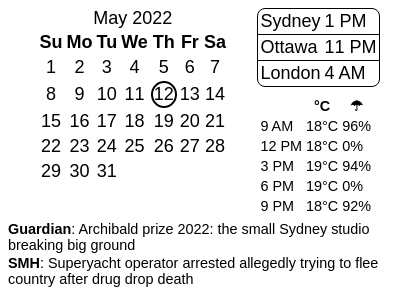 May 2022
Su Mo Tu We Th Fr Sa
1 2 3 4 5 6 7
8 9 10 11 12 13 14
15 16 17 18 19 20 21
22 23 24 25 26 27 28
29 30 31
Sydney 1 PM
Ottawa 11 PM
London 4 AM
°C ☂
9 AM 18°C 96%
12 PM 18°C 0%
3 PM 19°C 94%
6 PM 19°C 0%
9 PM 18°C 92%
Guardian: Archibald prize 2022: the small Sydney studio
breaking big ground
SMH: Superyacht operator arrested allegedly trying to flee
country after drug drop death